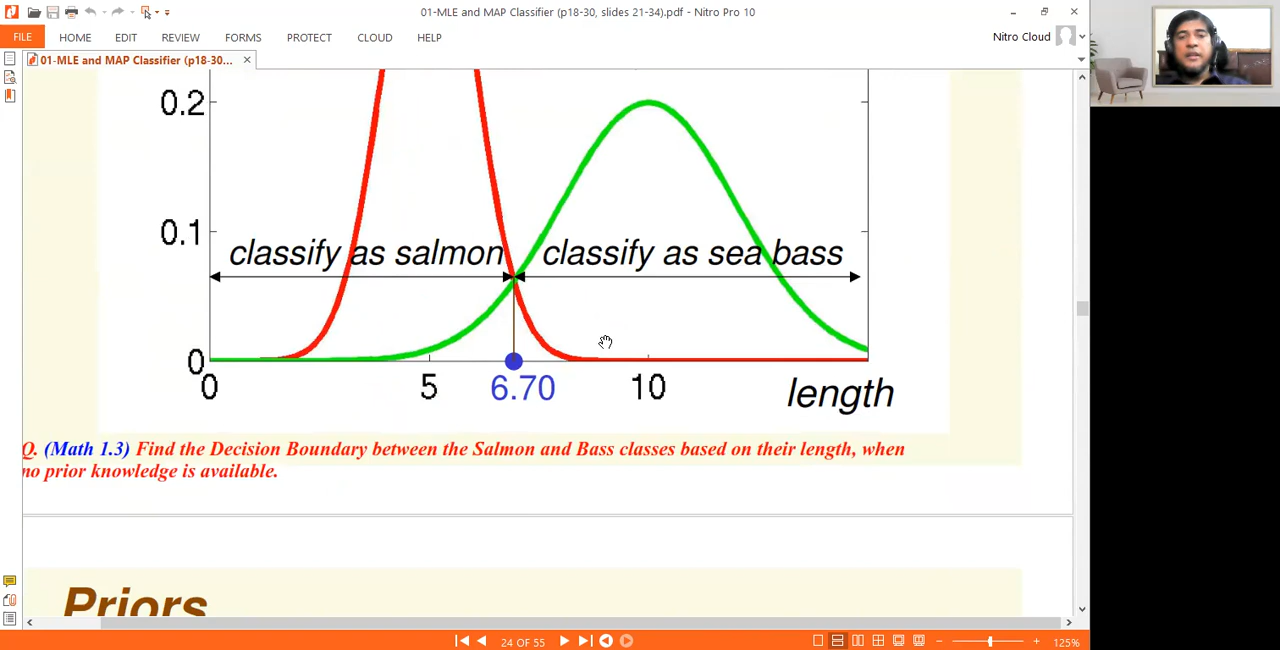 01-MLE and MAP Classifier (p18-30, slides 21-34).pdf - Nitro Pro 10
FILE HOME EDIT REVIEW FORMS PROTECT CLOUD HELP
Nitro Cloud
01-MLE and MAP Classifier (p18-30...
0.2
0.1
classify as salmon classify as sea bass
0
0 5 6.70 10 length
Q. (Math 1.3) Find the Decision Boundary between the Salmon and Bass classes based on their length, when
no prior knowledge is available.
Priors
24 OF 55
125%